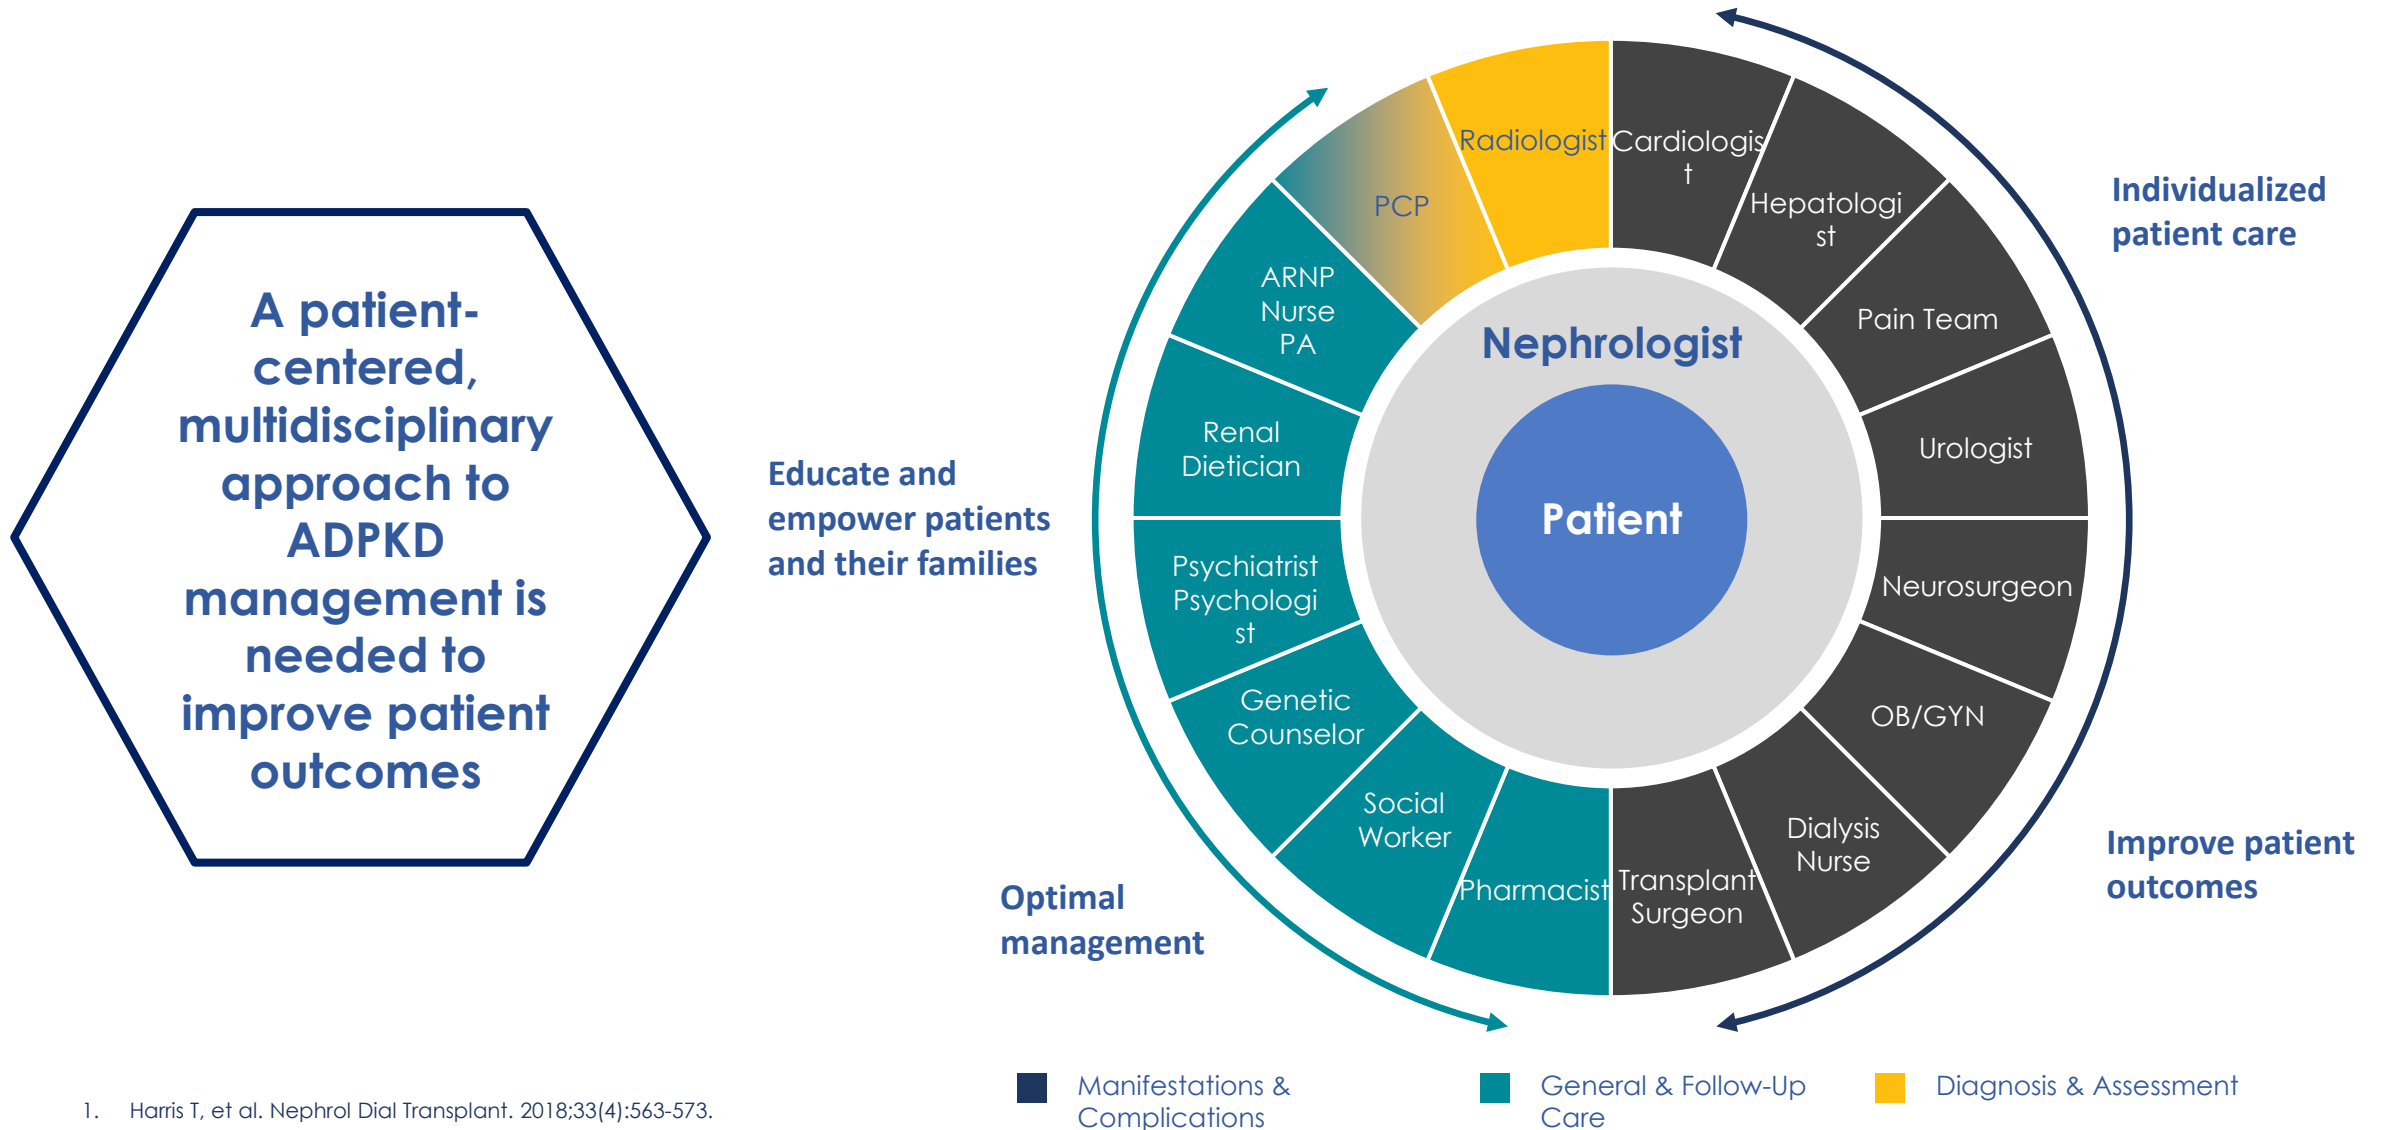 A patient-
centered,
multidisciplinary
approach to
ADPKD
management is
needed to
improve patient
outcomes
Educate and
empower patients
and their families
Optimal
management
Individualized
patient care
Improve patient
outcomes
Nephrologist
Patient
Radiologist
Cardiologis
t
Hepatologi
st
Pain Team
Urologist
Neurosurgeon
OB/GYN
Dialysis
Nurse
Transplant
Surgeon
Pharmacist
Social
Worker
Genetic
Counselor
Psychiatrist
Psychologi
st
Renal
Dietician
ARNP
Nurse
PA
PCP
Manifestations &
Complications
General & Follow-Up
Care
Diagnosis & Assessment
1. Harris T, et al. Nephrol Dial Transplant. 2018;33(4):563-573.